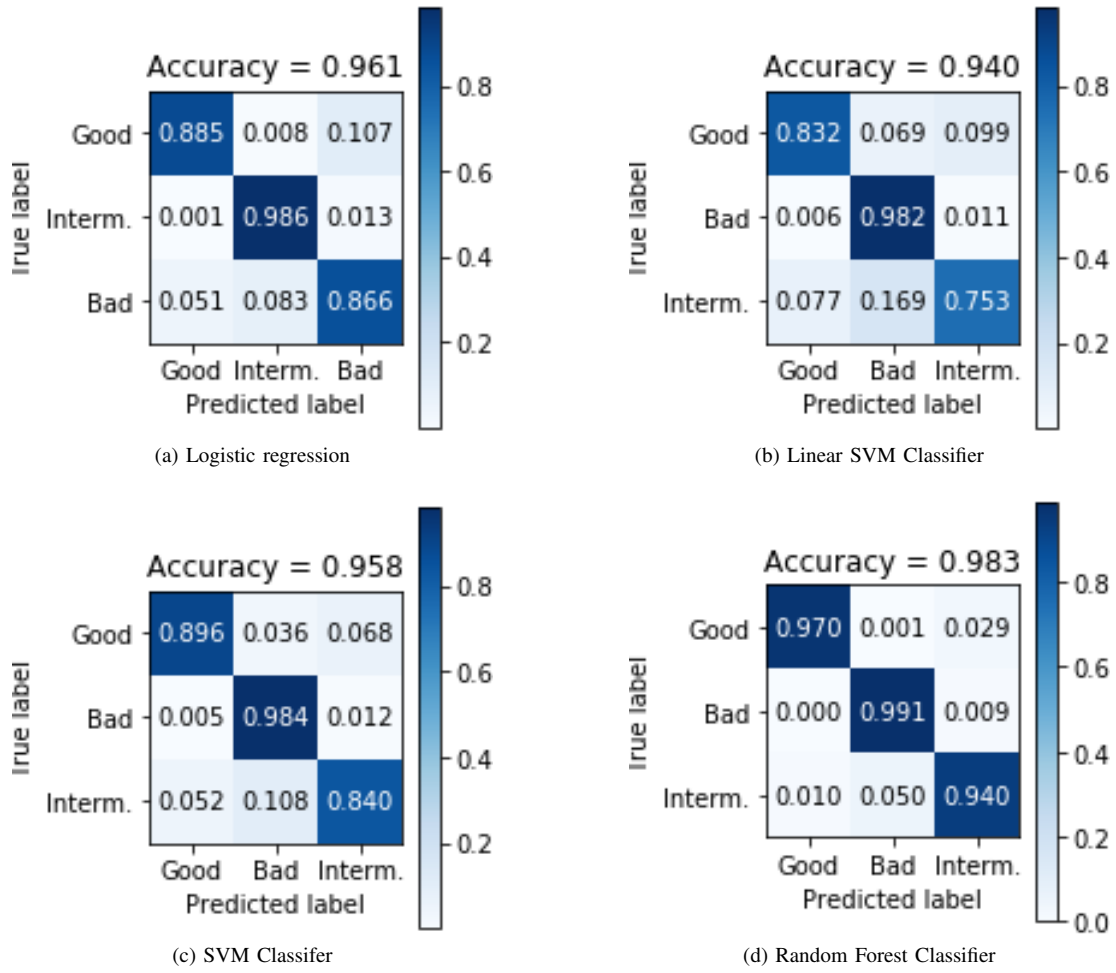 Accuracy = 0.961
0.8
Good 0.885 0.008 0.107
0.6
True label
Interm. 0.001 0.986 0.013
0.4
Bad 0.051 0.083 0.866
0.2
Good Interm. Bad
Predicted label
(a) Logistic regression
Accuracy = 0.940
0.8
Good 0.832 0.069 0.099
0.6
True label
Bad 0.006 0.982 0.011
0.4
Interm. 0.077 0.169 0.753
0.2
Good Bad Interm.
Predicted label
(b) Linear SVM Classifier
Accuracy = 0.958
0.8
Good 0.896 0.036 0.068
0.6
True label
Bad 0.005 0.984 0.012
0.4
Interm. 0.052 0.108 0.840
0.2
Good Bad Interm.
Predicted label
(c) SVM Classifer
Accuracy = 0.983
0.8
Good 0.970 0.001 0.029
0.6
True label
Bad 0.000 0.991 0.009
0.4
Interm. 0.010 0.050 0.940
0.2
Good Bad Interm.
Predicted label
0.0
(d) Random Forest Classifier